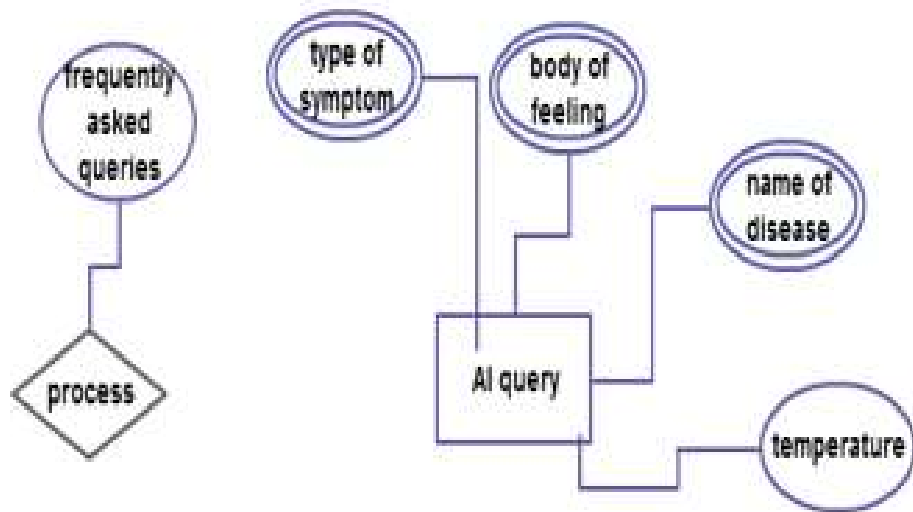 frequently
asked
queries
type of
symptom
body of
feeling
name of
disease
process
AI query
temperature